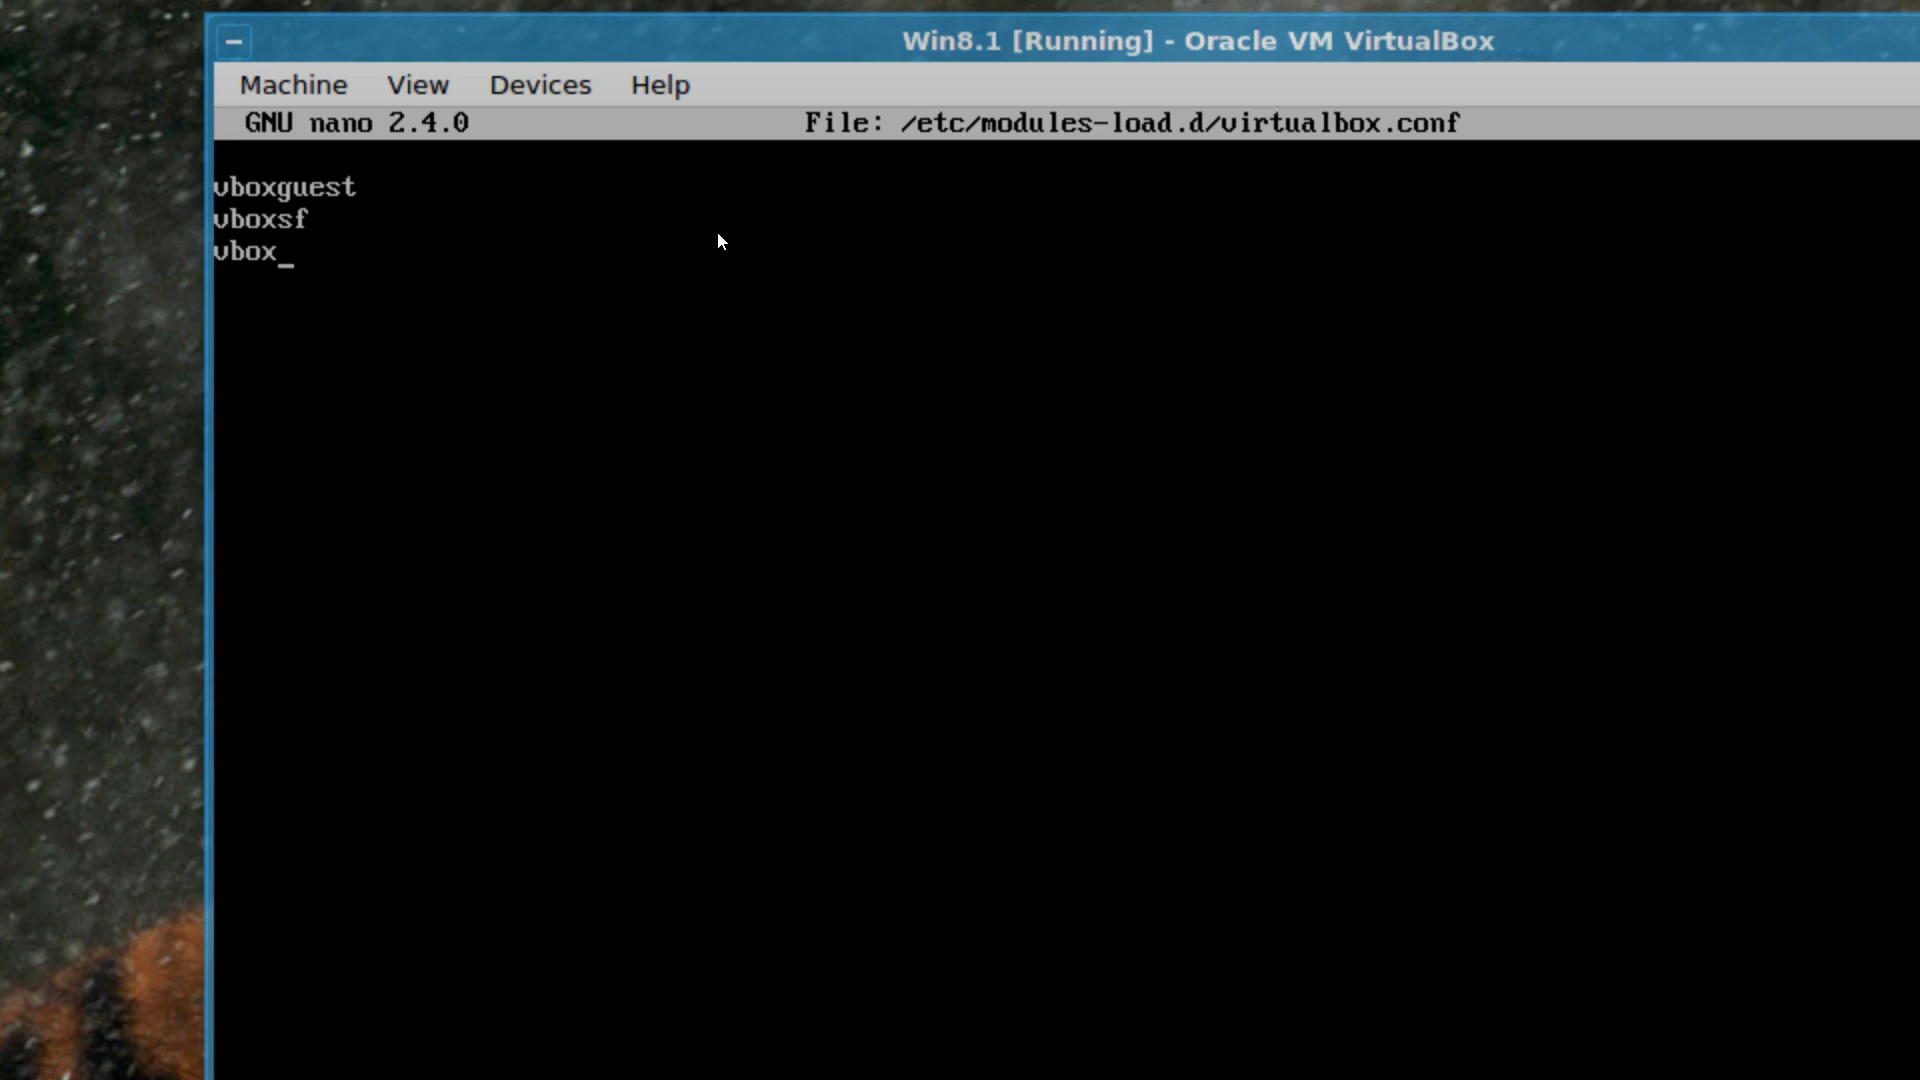 Win8.1 [Running] - Oracle VM VirtualBox
Machine View Devices Help
GNU nano 2.4.0 File: /etc/modules-load.d/virtualbox.conf
vboxguest
vboxsf
vbox_